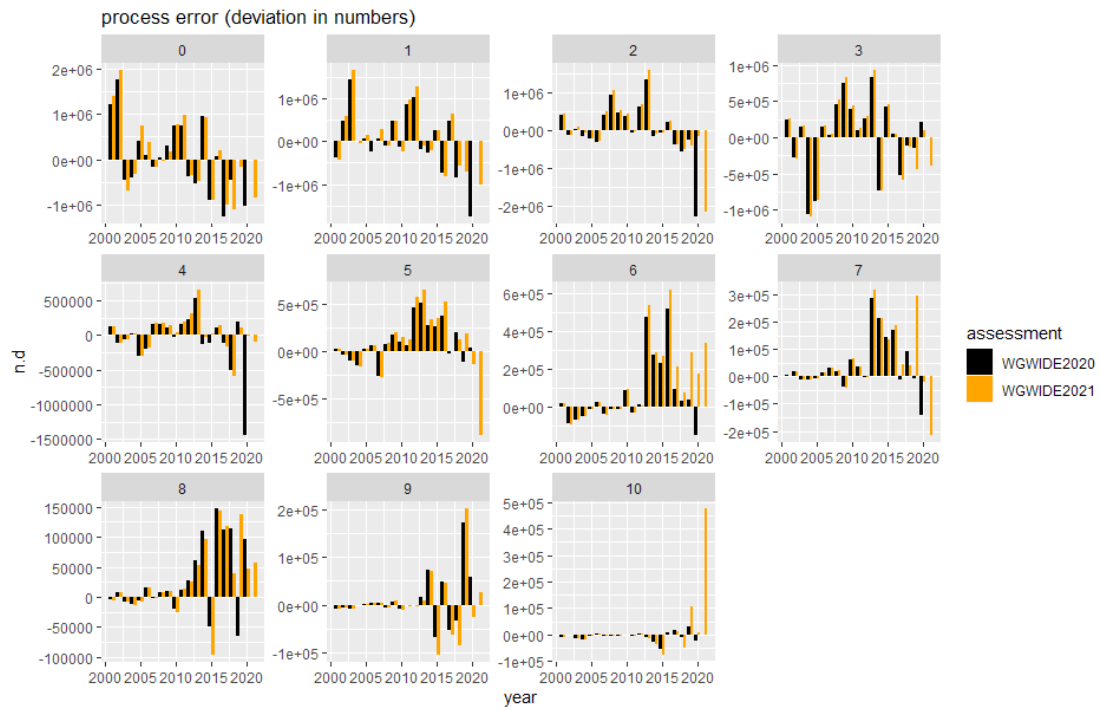 process error (deviation in numbers)
0
1
2
3
2e+06
1e+06
0e+00
-1e+06
1e+06
0e+00
-1e+06
1e+06
0e+00
-1e+06
-2e+06
1e+06
5e+05
0e+00
-5e+05
-1e+06
2000 2005 2010 2015 2020
2000 2005 2010 2015 2020
2000 2005 2010 2015 2020
2000 2005 2010 2015 2020
4
5
6
7
500000
0
-500000
-1000000
-1500000
5e+05
0e+00
-5e+05
6e+05
4e+05
2e+05
0e+00
3e+05
2e+05
1e+05
0e+00
-1e+05
-2e+05
2000 2005 2010 2015 2020
2000 2005 2010 2015 2020
2000 2005 2010 2015 2020
2000 2005 2010 2015 2020
8
9
10
150000
100000
50000
0
-50000
-100000
2e+05
1e+05
0e+00
-1e+05
5e+05
4e+05
3e+05
2e+05
1e+05
0e+00
-1e+05
2000 2005 2010 2015 2020
2000 2005 2010 2015 2020
2000 2005 2010 2015 2020
n.d
year
assessment
WGWIDE2020
WGWIDE2021